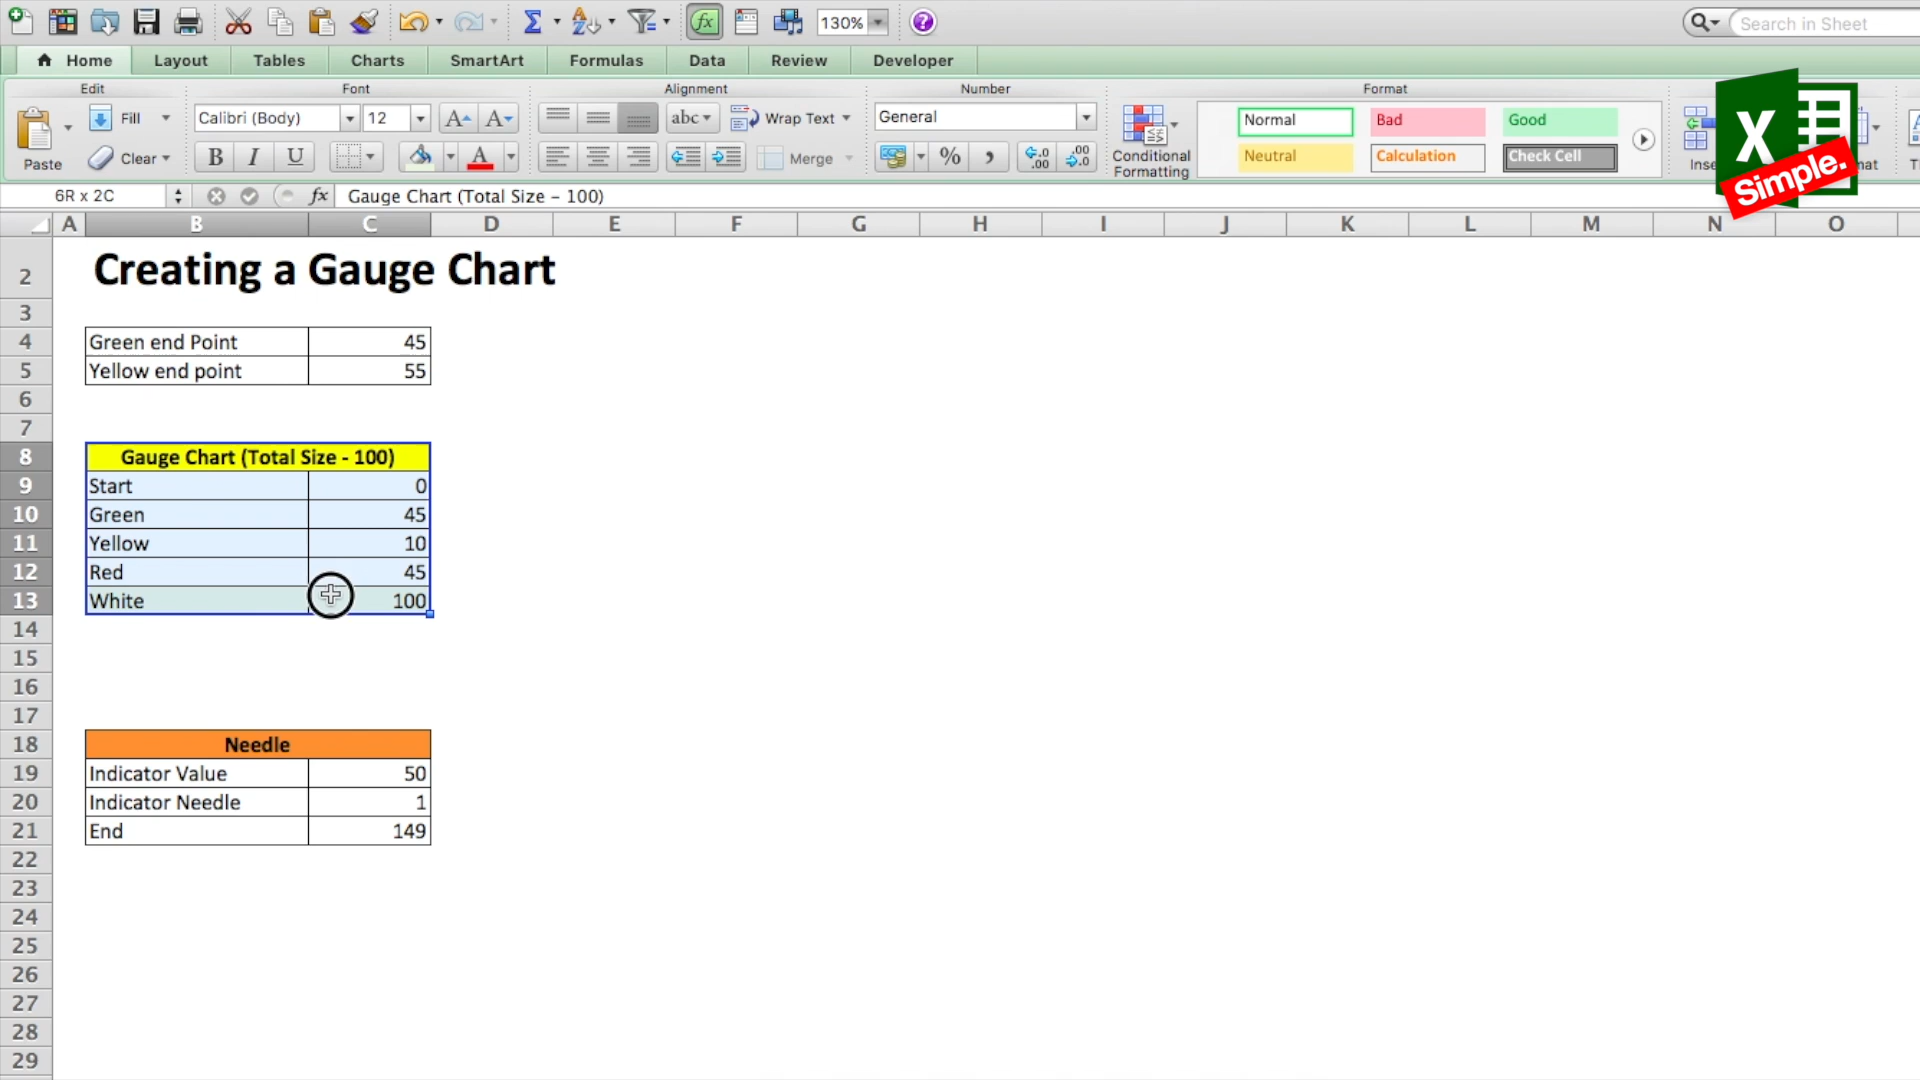 130%
Search in Sheet
Home Layout Tables Charts SmartArt Formulas Data Review Developer
Edit Font Alignment Number Format
Fill Calibri (Body) 12 A A abc Wrap Text General Normal Bad Good
Paste Clear B I U A Merge % Conditional Formatting Neutral Calculation Check Cell
X Simple.
6R x 2C fx Gauge Chart (Total Size – 100)
A B C D E F G H I J K L M N O
2 Creating a Gauge Chart
3
4 Green end Point 45
5 Yellow end point 55
6
7
8 Gauge Chart (Total Size - 100)
9 Start 0
10 Green 45
11 Yellow 10
12 Red 45
13 White 100
14
15
16
17
18 Needle
19 Indicator Value 50
20 Indicator Needle 1
21 End 149
22
23
24
25
26
27
28
29